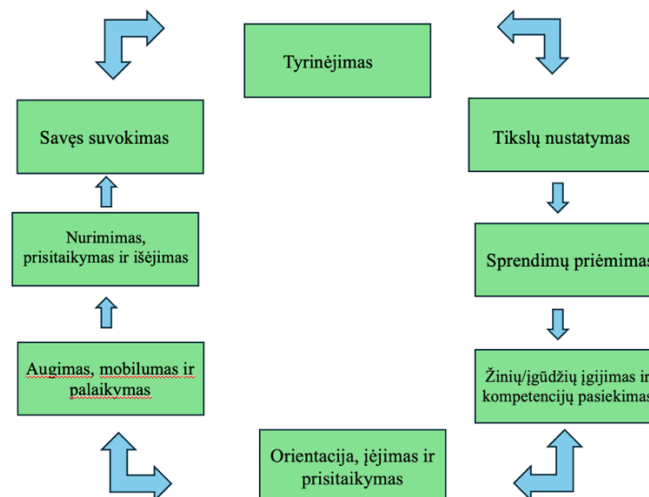 Tyrinėjimas
Savęs suvokimas
Tikslų nustatymas
Nurimimas,
prisitaikymas ir išėjimas
Sprendimų priėmimas
Augimas, mobilumas ir
palaikymas
Žinių/įgūdžių įgijimas ir
kompetencijų pasiekimas
Orientacija, įėjimas ir
prisitaikymas